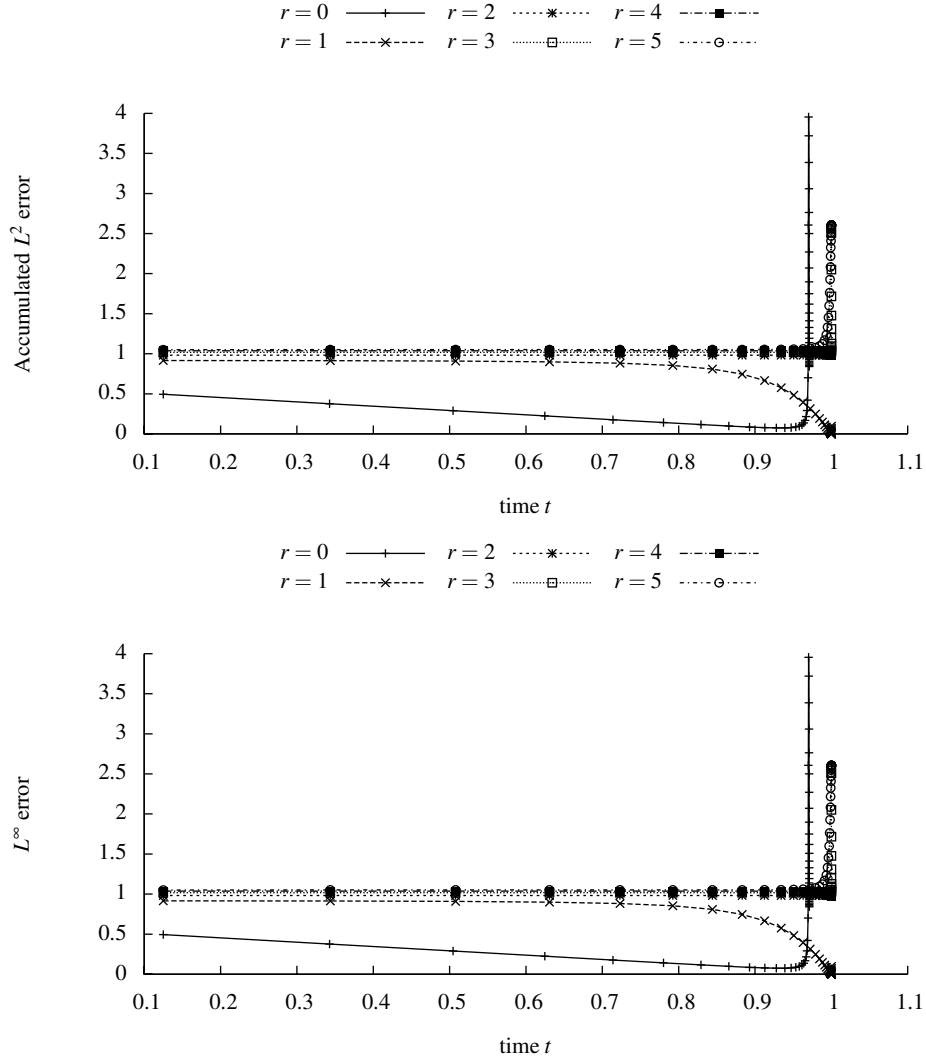 r = 0 r = 2 r = 4
r = 1 r = 3 r = 5
4
3.5
3
2.5
2
1.5
1
0.5
0
Accumulated L² error
0.1 0.2 0.3 0.4 0.5 0.6 0.7 0.8 0.9 1 1.1
time t
r = 0 r = 2 r = 4
r = 1 r = 3 r = 5
4
3.5
3
2.5
2
1.5
1
0.5
0
L∞ error
0.1 0.2 0.3 0.4 0.5 0.6 0.7 0.8 0.9 1 1.1
time t